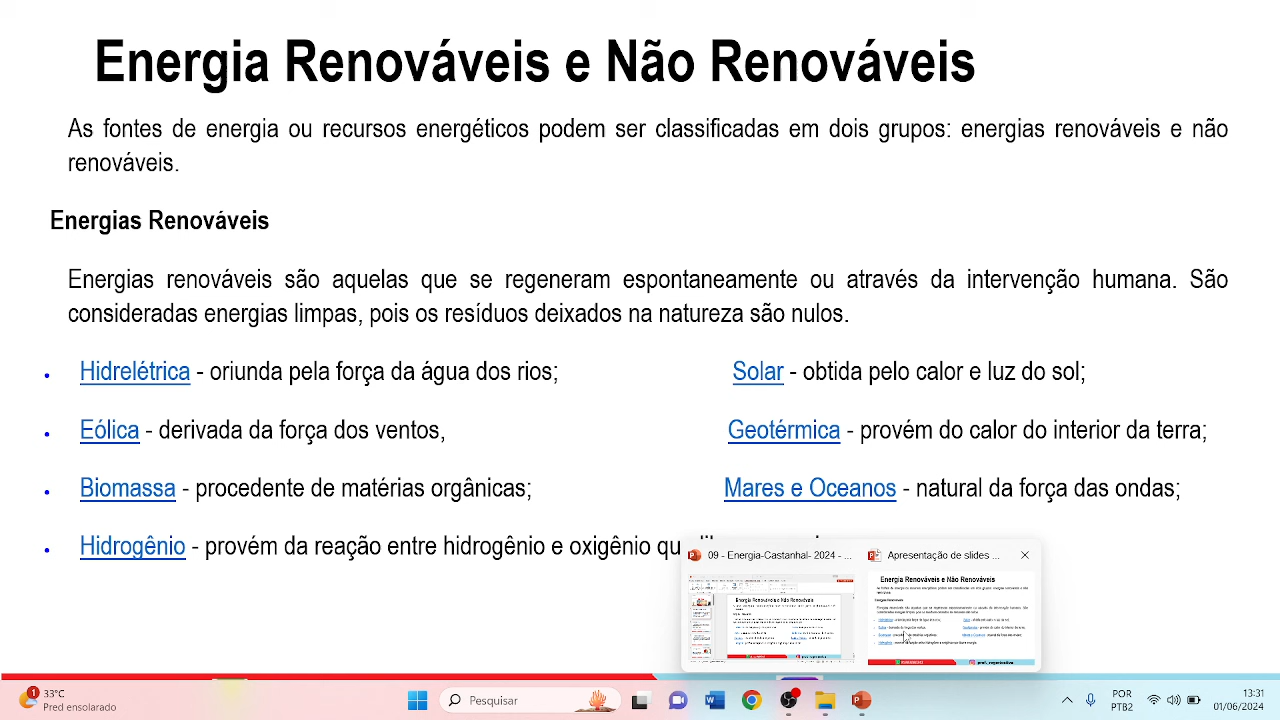 Energia Renováveis e Não Renováveis
As fontes de energia ou recursos energéticos podem ser classificadas em dois grupos: energias renováveis e não
renováveis.
Energias Renováveis
Energias renováveis são aquelas que se regeneram espontaneamente ou através da intervenção humana. São
consideradas energias limpas, pois os resíduos deixados na natureza são nulos.
• Hidrelétrica - oriunda pela força da água dos rios; Solar - obtida pelo calor e luz do sol;
• Eólica - derivada da força dos ventos, Geotérmica - provém do calor do interior da terra;
• Biomassa - procedente de matérias orgânicas; Mares e Oceanos - natural da força das ondas;
• Hidrogênio - provém da reação entre hidrogênio e oxigênio qu
09 - Energia-Castanhal- 2024 - ... Apresentação de slides ...
Energia Renováveis e Não Renováveis
Energia Renováveis e Não Renováveis
1
33°C
Pred ensolarado
Pesquisar
POR
PTB2
13:31
01/06/2024